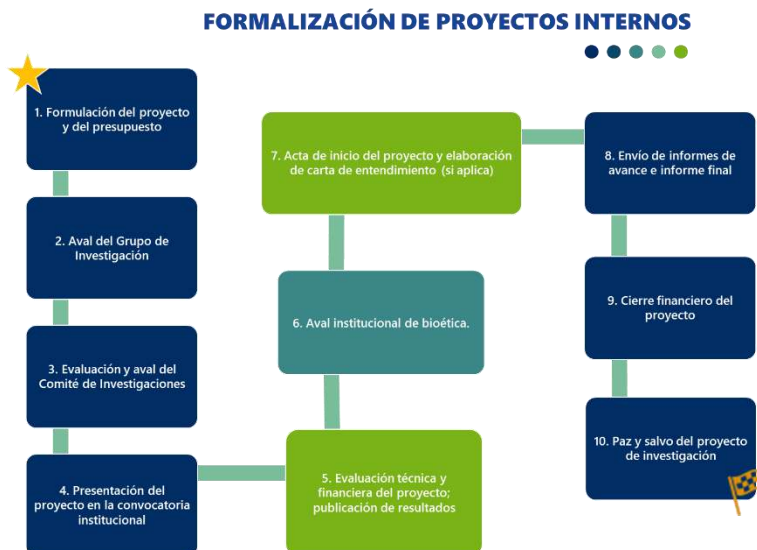 FORMALIZACIÓN DE PROYECTOS INTERNOS
1. Formulación del proyecto
y del presupuesto
2. Aval del Grupo de
Investigación
3. Evaluación y aval del
Comité de Investigaciones
4. Presentación del
proyecto en la convocatoria
institucional
5. Evaluación técnica y
financiera del proyecto;
publicación de resultados
6. Aval institucional de bioética.
7. Acta de inicio del proyecto y elaboración
de carta de entendimiento (si aplica)
8. Envío de informes de
avance e informe final
9. Cierre financiero del
proyecto
10. Paz y salvo del proyecto
de investigación